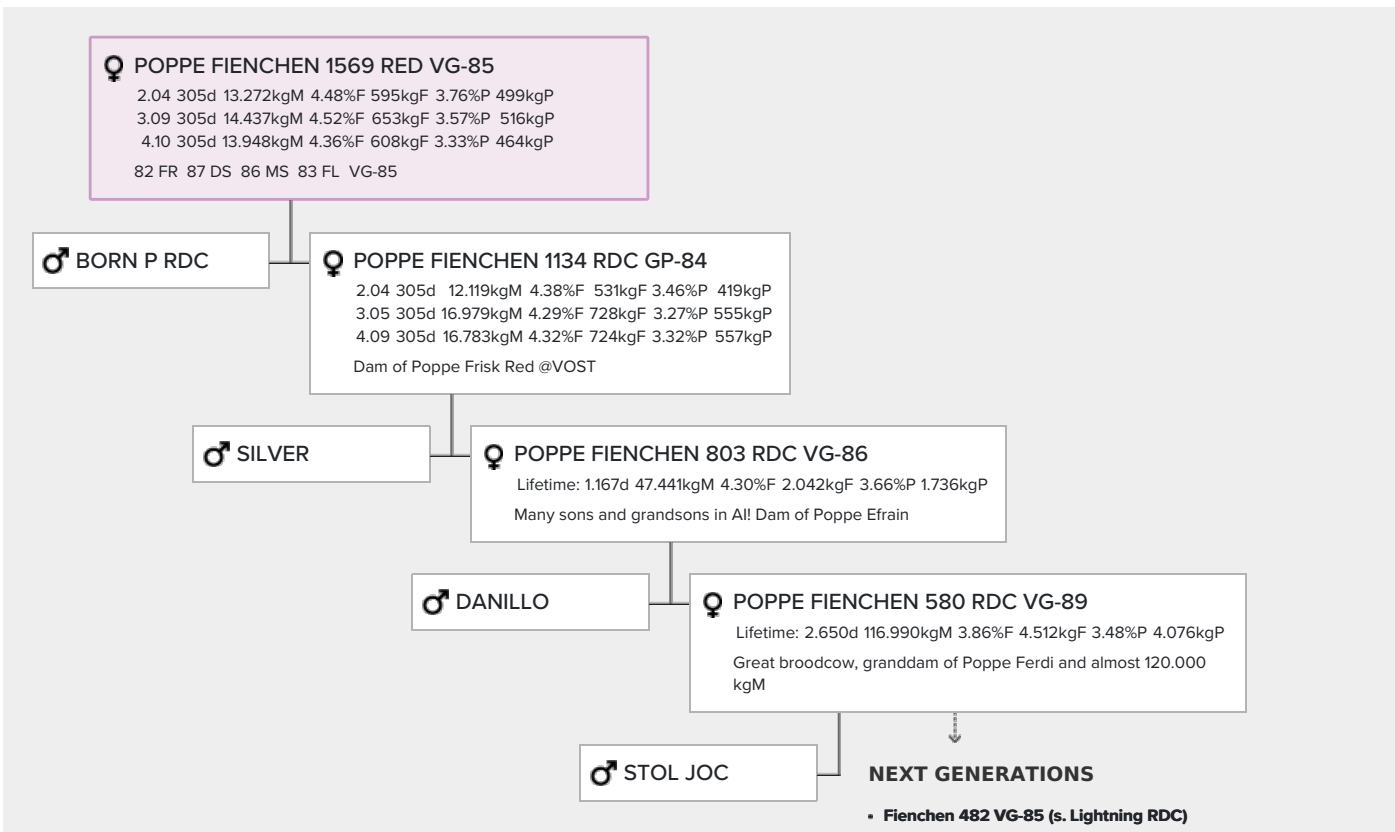 POPPE FIENCHEN 1569 RED VG-85
2.04 305d 13.272kgM 4.48%F 595kgF 3.76%P 499kgP
3.09 305d 14.437kgM 4.52%F 653kgF 3.57%P 516kgP
4.10 305d 13.948kgM 4.36%F 608kgF 3.33%P 464kgP
82 FR 87 DS 86 MS 83 FL VG-85
BORN P RDC
POPPE FIENCHEN 1134 RDC GP-84
2.04 305d 12.119kgM 4.38%F 531kgF 3.46%P 419kgP
3.05 305d 16.979kgM 4.29%F 728kgF 3.27%P 555kgP
4.09 305d 16.783kgM 4.32%F 724kgF 3.32%P 557kgP
Dam of Poppe Frisk Red @VOST
SILVER
POPPE FIENCHEN 803 RDC VG-86
Lifetime: 1.167d 47.441kgM 4.30%F 2.042kgF 3.66%P 1.736kgP
Many sons and grandsons in AI! Dam of Poppe Efrain
DANILLO
POPPE FIENCHEN 580 RDC VG-89
Lifetime: 2.650d 116.990kgM 3.86%F 4.512kgF 3.48%P 4.076kgP
Great broodcow, granddam of Poppe Ferdi and almost 120.000
kgM
STOL JOC
NEXT GENERATIONS
• Fienchen 482 VG-85 (s. Lightning RDC)